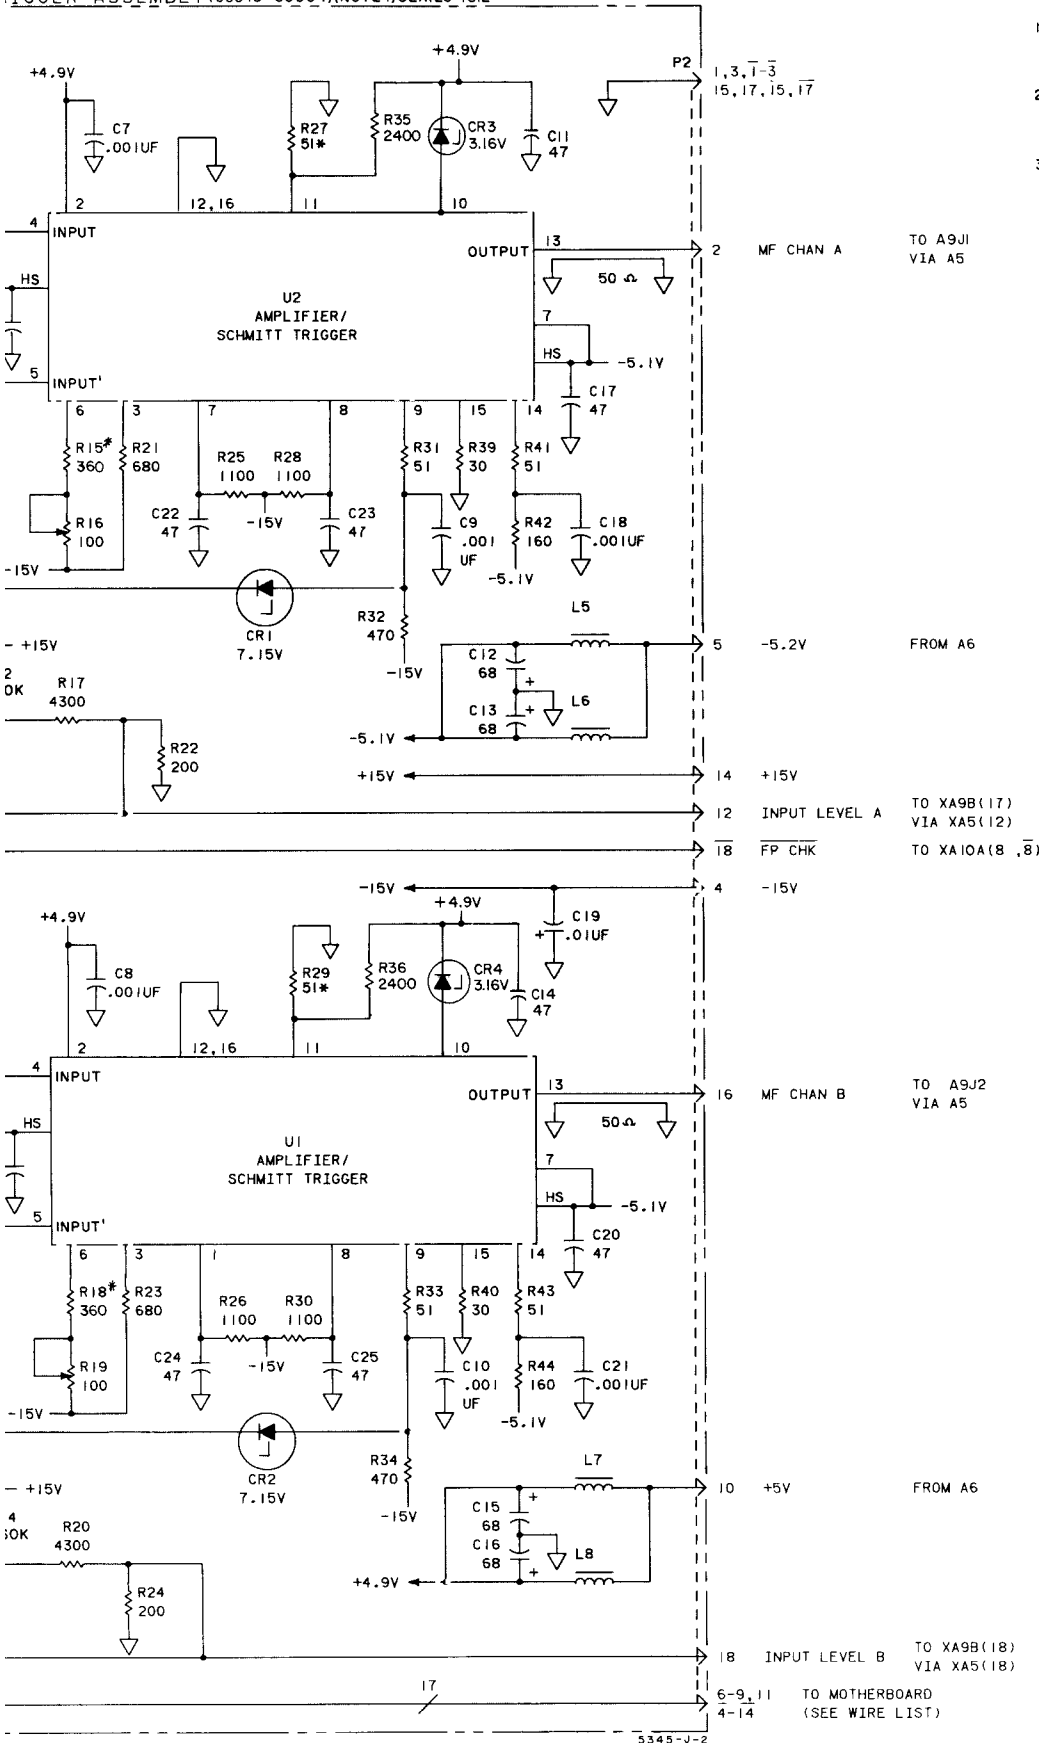 +4.9V
+4.9V
P2
1,3,1-3
15,17,15,17
C7
.001UF
R27
51*
R35
2400
CR3
3.16V
C11
47
2
12,16
11
10
4
INPUT
OUTPUT
13
2 MF CHAN A
TO A9J1
VIA A5
50 Ω
HS
U2
AMPLIFIER/
SCHMITT TRIGGER
7
HS
-5.1V
5
INPUT'
C17
47
6
3
7
8
9
15
14
R15*
360
R21
680
R25
1100
R28
1100
R31
51
R39
30
R41
51
R16
100
C22
47
-15V
C23
47
C9
.001
UF
R42
160
C18
.001UF
-15V
-5.1V
CR1
7.15V
R32
470
-15V
L5
+15V
C12
68
+
5 -5.2V FROM A6
2
0K
R17
4300
C13
68
+
L6
-5.1V
R22
200
+15V
14 +15V
12 INPUT LEVEL A
TO XA9B(17)
VIA XA5(12)
18 FP CHK TO XA10A(8 ,8)
-15V
4 -15V
+4.9V
+4.9V
C19
+ .01UF
C8
.001UF
R29
51*
R36
2400
CR4
3.16V
C14
47
2
12,16
11
10
4
INPUT
OUTPUT
13
16 MF CHAN B
TO A9J2
VIA A5
50Ω
HS
U1
AMPLIFIER/
SCHMITT TRIGGER
7
HS
-5.1V
5
INPUT'
C20
47
6
3
1
8
9
15
14
R18*
360
R23
680
R26
1100
R30
1100
R33
51
R40
30
R43
51
R19
100
C24
47
-15V
C25
47
C10
.001
UF
R44
160
C21
.001UF
-15V
-5.1V
CR2
7.15V
R34
470
-15V
L7
+15V
C15
68
+
10 +5V FROM A6
4
R20
4300
C16
68
+
L8
+4.9V
R24
200
18 INPUT LEVEL B
TO XA9B(18)
VIA XA5(18)
17
6-9,11
4-14
TO MOTHERBOARD
(SEE WIRE LIST)
5345-J-2